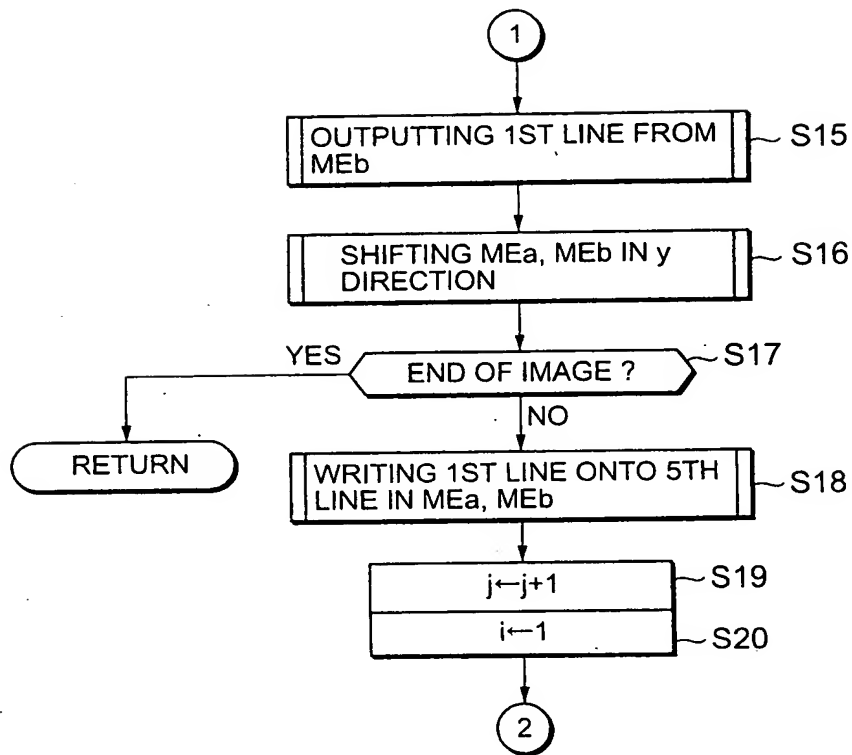 1
OUTPUTTING 1ST LINE FROM
MEb
S15
SHIFTING MEa, MEb IN y
DIRECTION
S16
YES
END OF IMAGE ?
S17
NO
RETURN
WRITING 1ST LINE ONTO 5TH
LINE IN MEa, MEb
S18
j←j+1
S19
i←1
S20
2